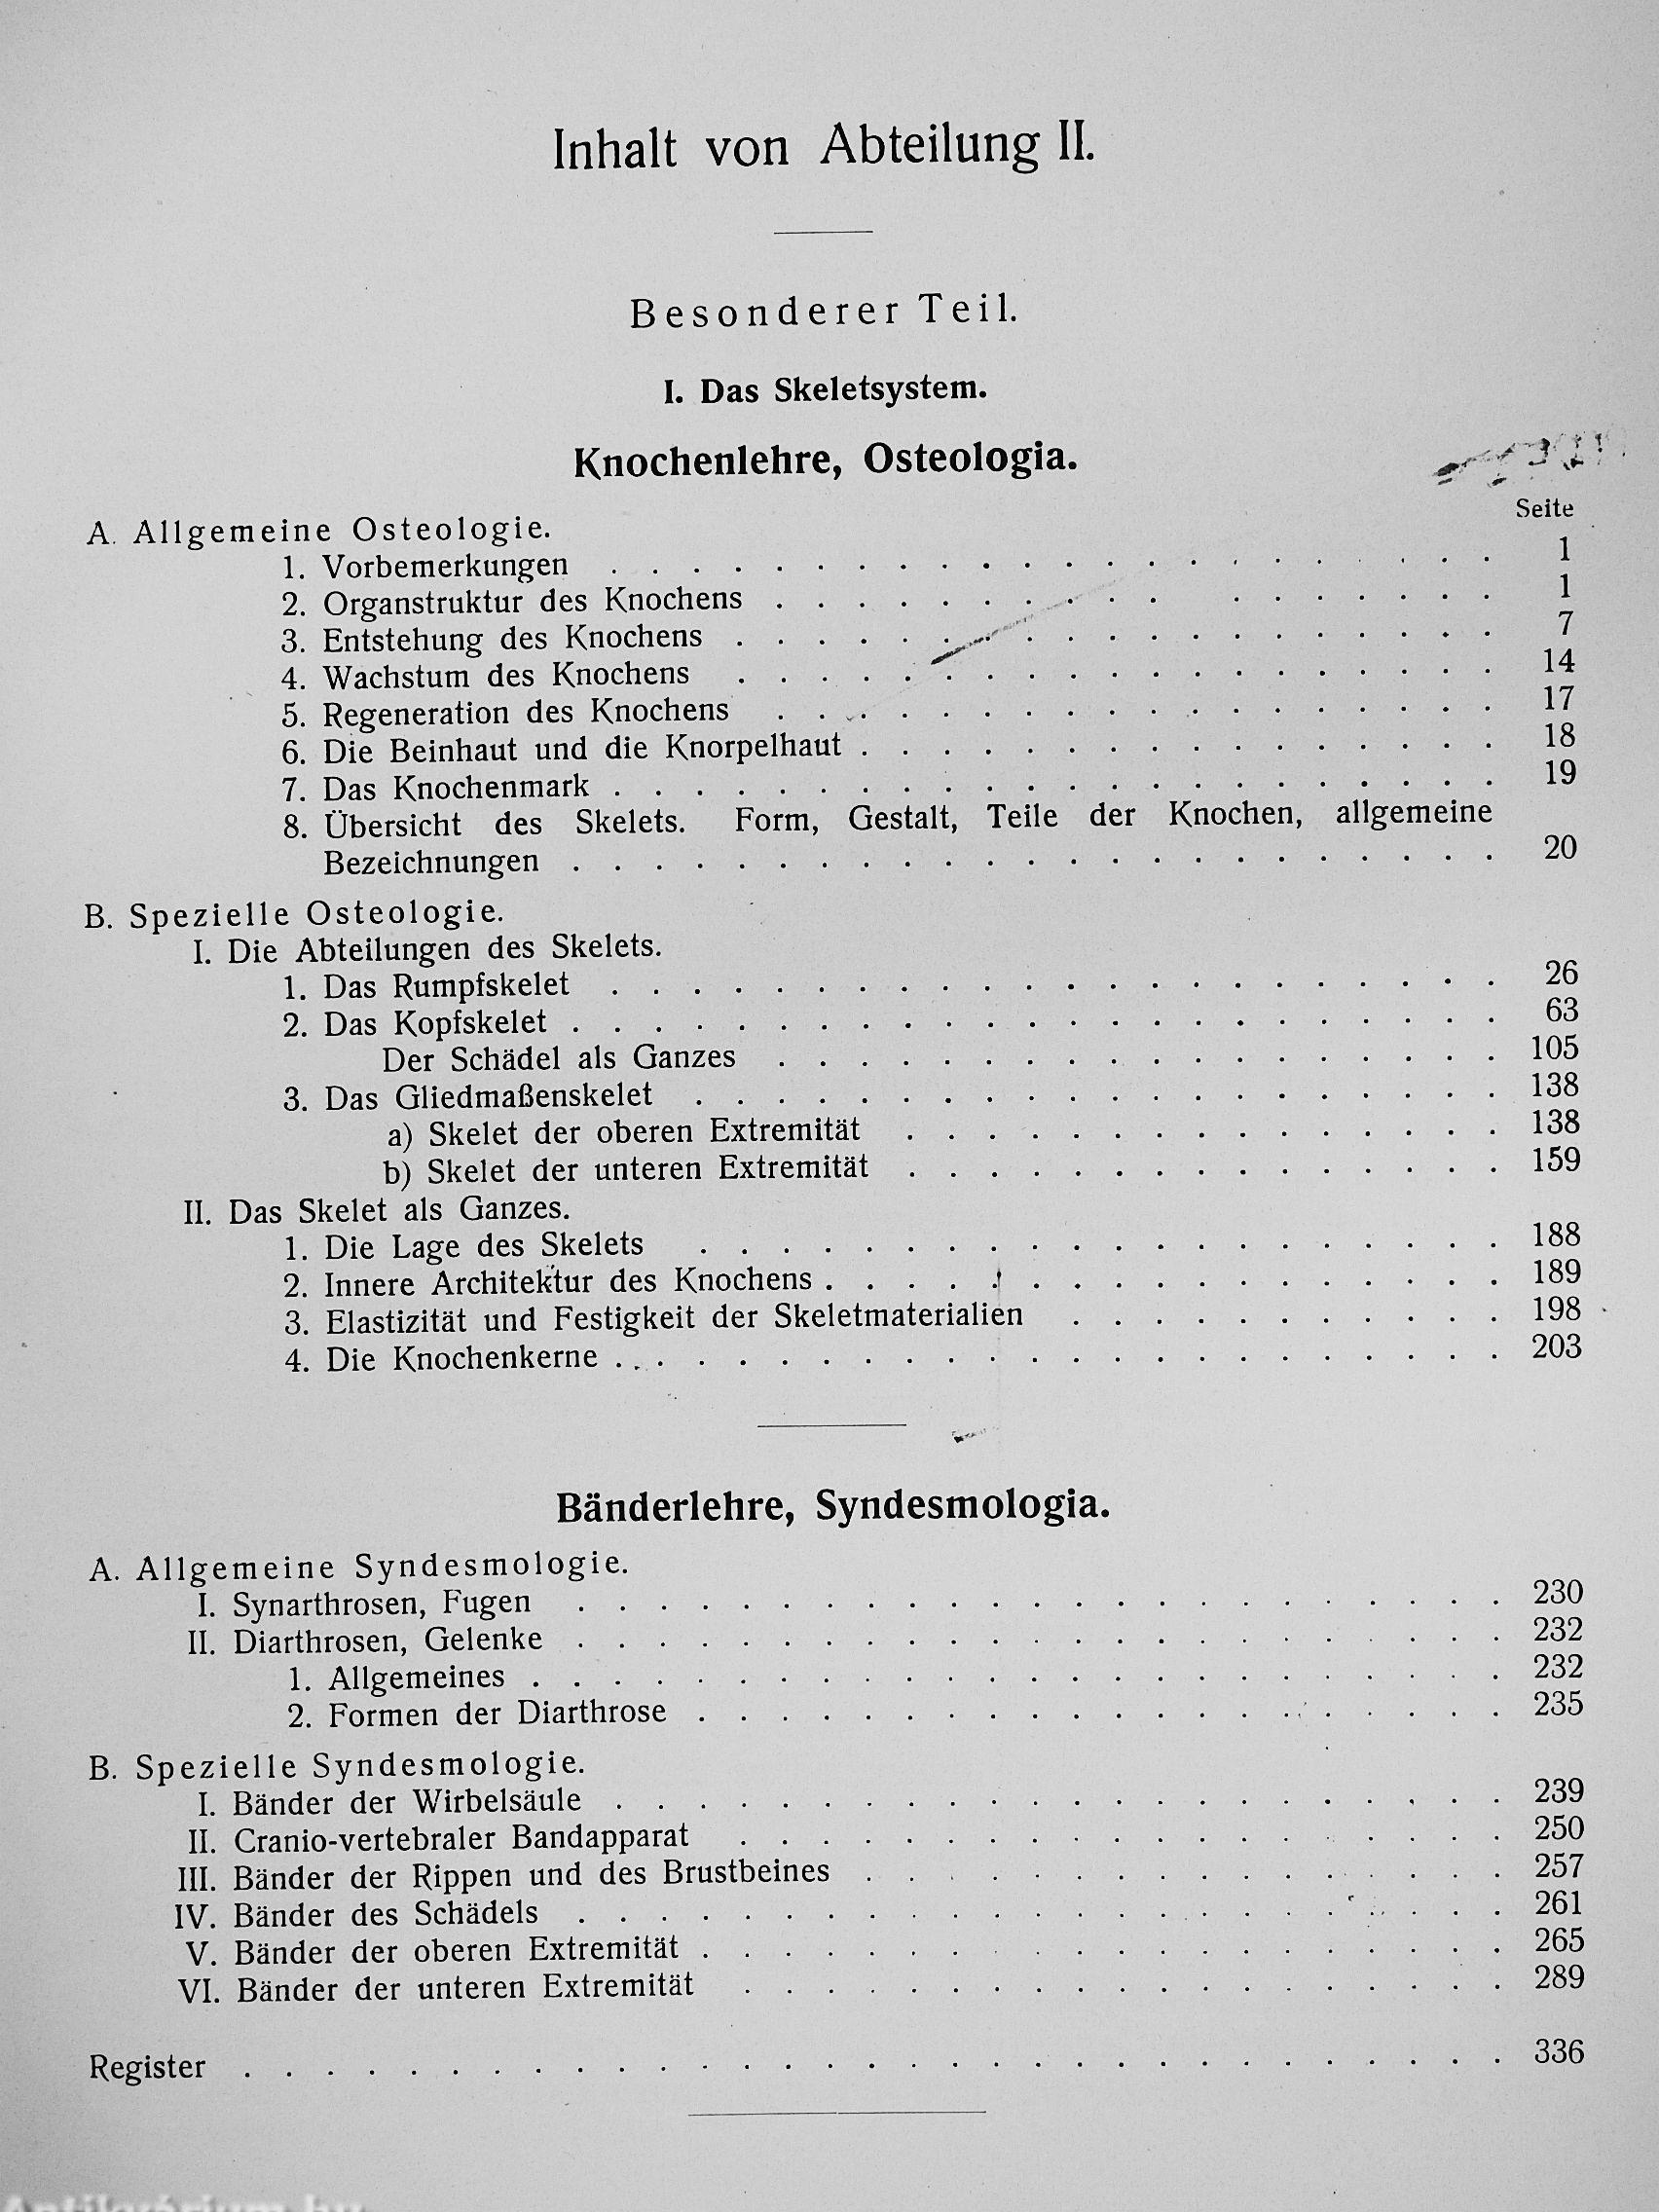 Inhalt von Abteilung II.
Besonderer Teil.
I. Das Skeletsystem.
Knochenlehre, Osteologia.
Seite
A. Allgemeine Osteologie.
1. Vorbemerkungen . . . . . . . . . . . . . . . . . . . . . . 1
2. Organstruktur des Knochens . . . . . . . . . . . . . . . . . 1
3. Entstehung des Knochens . . . . . . . . . . . . . . . . . . . 7
4. Wachstum des Knochens . . . . . . . . . . . . . . . . . . . 14
5. Regeneration des Knochens . . . . . . . . . . . . . . . . . . 17
6. Die Beinhaut und die Knorpelhaut . . . . . . . . . . . . . . . . 18
7. Das Knochenmark . . . . . . . . . . . . . . . . . . . . . . 19
8. Übersicht des Skelets. Form, Gestalt, Teile der Knochen, allgemeine
Bezeichnungen . . . . . . . . . . . . . . . . . . . . . . . 20
B. Spezielle Osteologie.
I. Die Abteilungen des Skelets.
1. Das Rumpfskelet . . . . . . . . . . . . . . . . . . . . . . 26
2. Das Kopfskelet . . . . . . . . . . . . . . . . . . . . . . . 63
Der Schädel als Ganzes . . . . . . . . . . . . . . . . . . 105
3. Das Gliedmaßenskelet . . . . . . . . . . . . . . . . . . . . 138
a) Skelet der oberen Extremität . . . . . . . . . . . . . . . 138
b) Skelet der unteren Extremität . . . . . . . . . . . . . . . 159
II. Das Skelet als Ganzes.
1. Die Lage des Skelets . . . . . . . . . . . . . . . . . . . . 188
2. Innere Architektur des Knochens . . . . . . . . . . . . . . . . . 189
3. Elastizität und Festigkeit der Skeletmaterialien . . . . . . . . . . . 198
4. Die Knochenkerne . . . . . . . . . . . . . . . . . . . . . . 203
Bänderlehre, Syndesmologia.
A. Allgemeine Syndesmologie.
I. Synarthrosen, Fugen . . . . . . . . . . . . . . . . . . . . . . . 230
II. Diarthrosen, Gelenke . . . . . . . . . . . . . . . . . . . . . . . 232
1. Allgemeines . . . . . . . . . . . . . . . . . . . . . . . . 232
2. Formen der Diarthrose . . . . . . . . . . . . . . . . . . . . 235
B. Spezielle Syndesmologie.
I. Bänder der Wirbelsäule . . . . . . . . . . . . . . . . . . . . . . 239
II. Cranio-vertebraler Bandapparat . . . . . . . . . . . . . . . . . . . 250
III. Bänder der Rippen und des Brustbeines . . . . . . . . . . . . . . . . 257
IV. Bänder des Schädels . . . . . . . . . . . . . . . . . . . . . . . 261
V. Bänder der oberen Extremität . . . . . . . . . . . . . . . . . . . . 265
VI. Bänder der unteren Extremität . . . . . . . . . . . . . . . . . . . 289
Register . . . . . . . . . . . . . . . . . . . . . . . . . . . . . . . 336